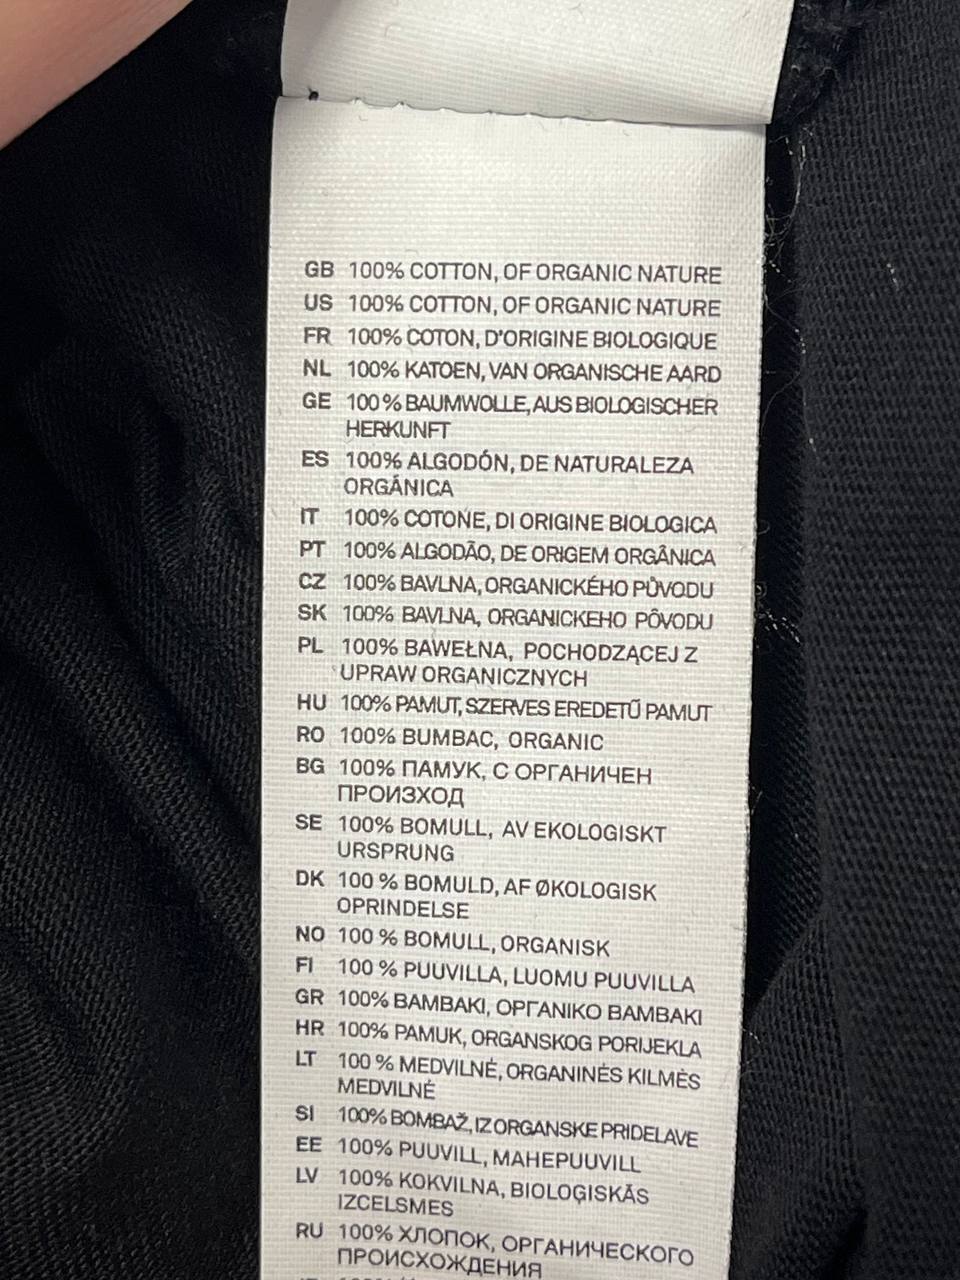 GB 100% COTTON, OF ORGANIC NATURE
US 100% COTTON, OF ORGANIC NATURE
FR 100% COTON, D'ORIGINE BIOLOGIQUE
NL 100% KATOEN, VAN ORGANISCHE AARD
GE 100% BAUMWOLLE, AUS BIOLOGISCHER
HERKUNFT
ES 100% ALGODÓN, DE NATURALEZA
ORGÁNICA
IT 100% COTONE, DI ORIGINE BIOLOGICA
PT 100% ALGODÃO, DE ORIGEM ORGÂNICA
CZ 100% BAVLNA, ORGANICKÉHO PŮVODU
SK 100% BAVLNA, ORGANICKEHO PÔVODU
PL 100% BAWEŁNA, POCHODZĄCEJ Z
UPRAW ORGANICZNYCH
HU 100% PAMUT, SZERVES EREDETŰ PAMUT
RO 100% BUMBAC, ORGANIC
BG 100% ПАМУК, С ОРГАНИЧЕН
ПРОИЗХОД
SE 100% BOMULL, AV EKOLOGISKT
URSPRUNG
DK 100 % BOMULD, AF ØKOLOGISK
OPRINDELSE
NO 100 % BOMULL, ORGANISK
FI 100 % PUUVILLA, LUOMU PUUVILLA
GR 100% ΒΑΜΒΑΚΙ, ΟΡΓΑΝΙΚΟ ΒΑΜΒΑΚΙ
HR 100% PAMUK, ORGANSKOG PORIJEKLA
LT 100 % MEDVILNĖ, ORGANINĖS KILMĖS
MEDVILNĖ
SI 100% BOMBAŽ, IZ ORGANSKE PRIDELAVE
EE 100% PUUVILL, MAHEPUUVILL
LV 100% KOKVILNA, BIOLOĢISKĀS
IZCELSMES
RU 100% ХЛОПОК, ОРГАНИЧЕСКОГО
ПРОИСХОЖДЕНИЯ